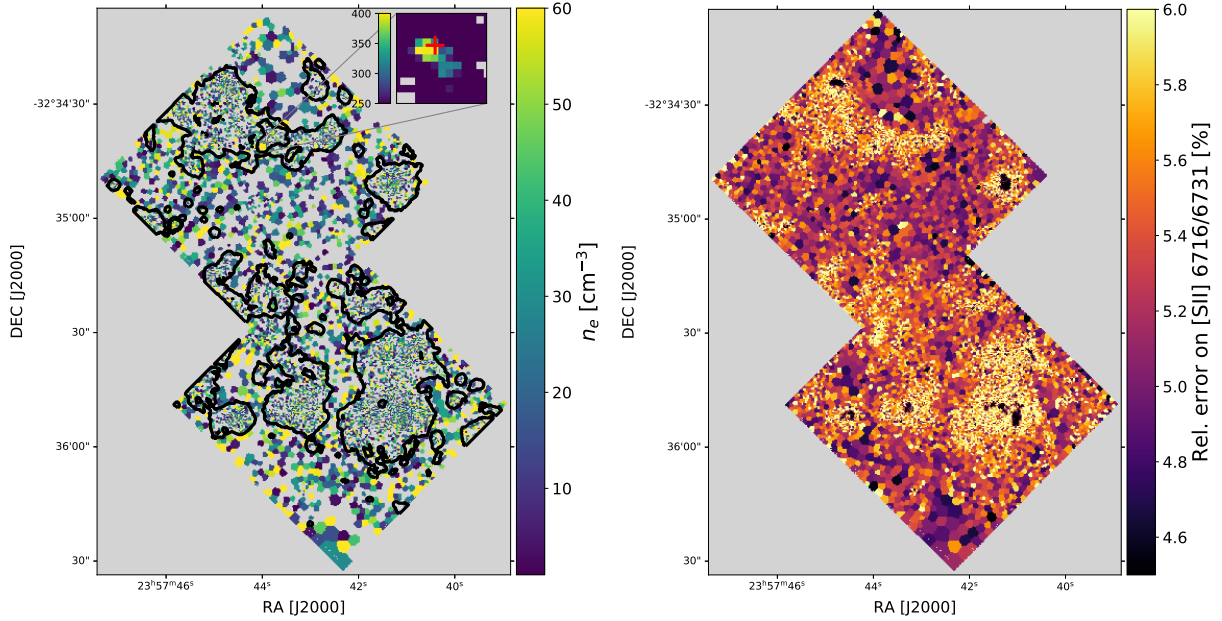 400
350
300
250
60
50
40
30
20
10
n_e [cm⁻³]
-32°34'30"
35'00"
30"
36'00"
30"
DEC [J2000]
23ʰ57ᵐ46ˢ
44ˢ
42ˢ
40ˢ
RA [J2000]
-32°34'30"
35'00"
30"
36'00"
30"
DEC [J2000]
23ʰ57ᵐ46ˢ
44ˢ
42ˢ
40ˢ
RA [J2000]
6.0
5.8
5.6
5.4
5.2
5.0
4.8
4.6
Rel. error on [SII] 6716/6731 [%]